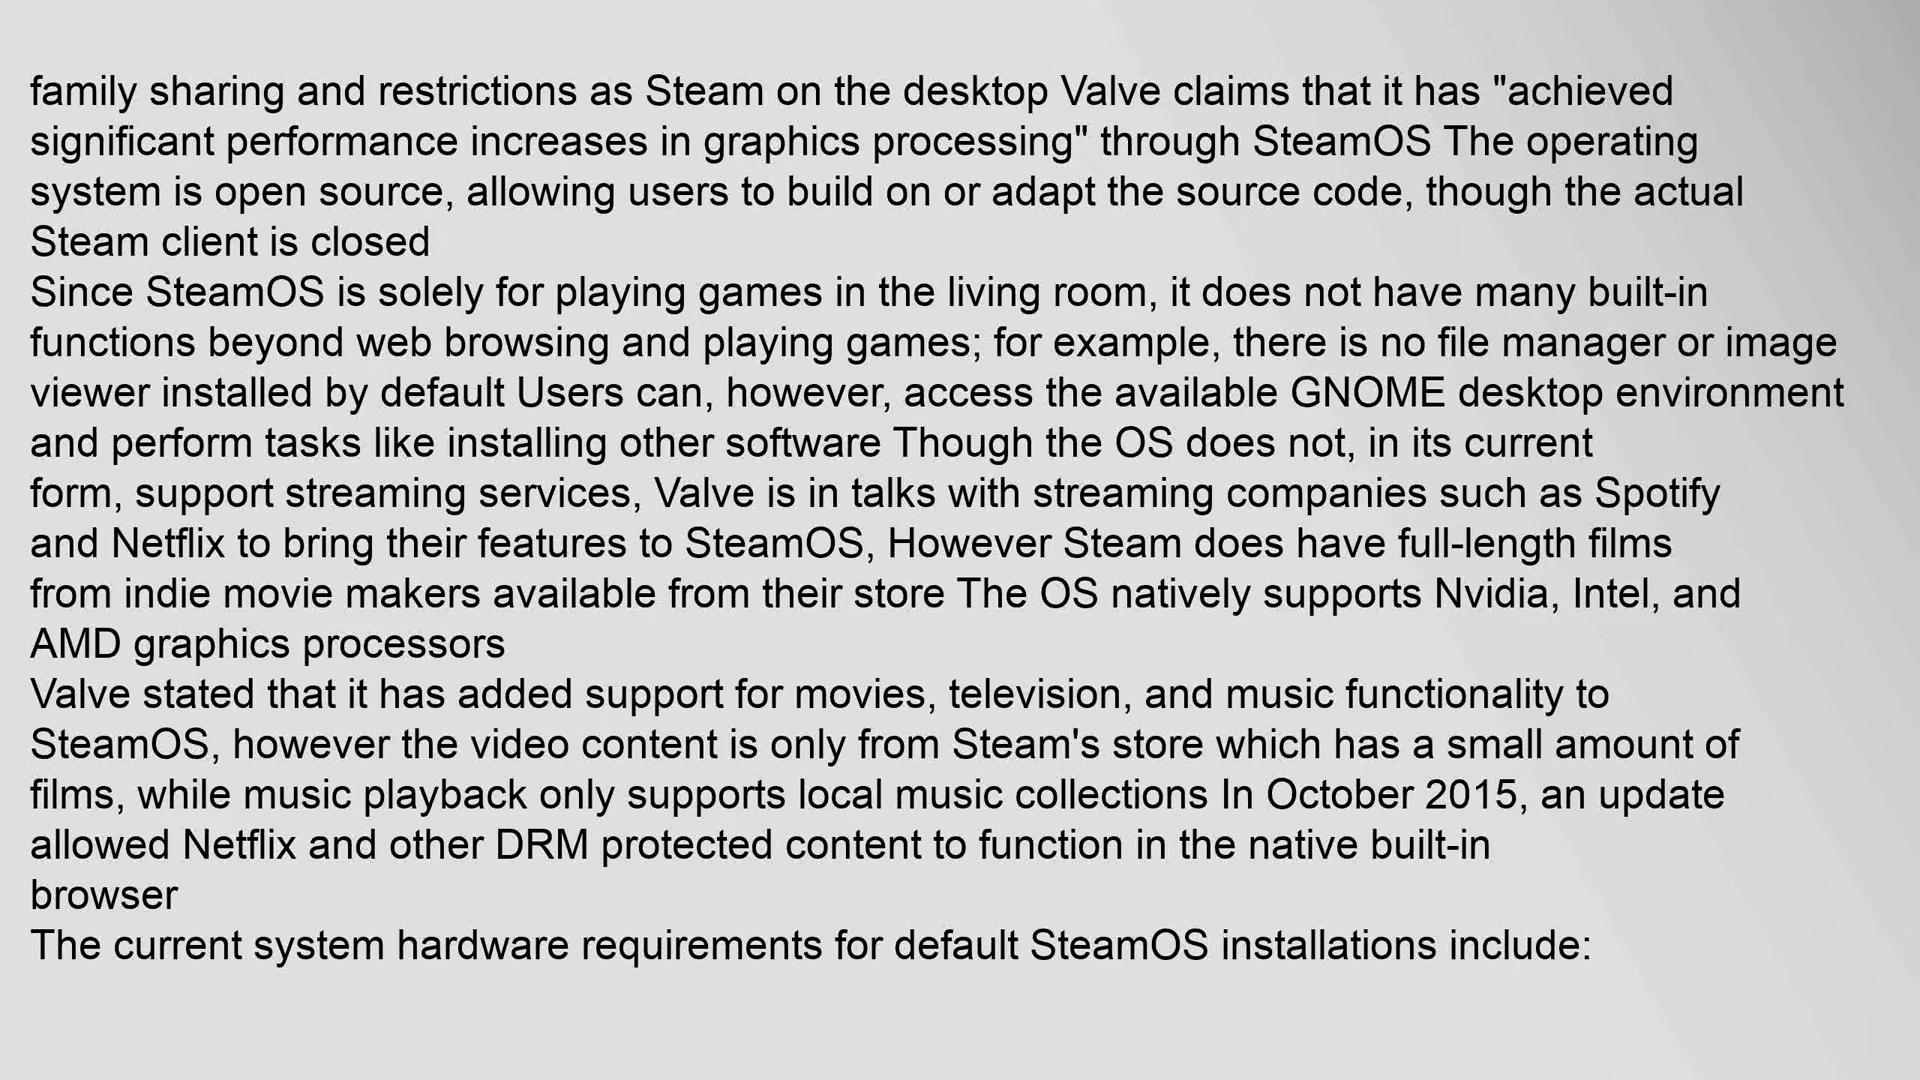 family sharing and restrictions as Steam on the desktop Valve claims that it has "achieved
significant performance increases in graphics processing" through SteamOS The operating
system is open source, allowing users to build on or adapt the source code, though the actual
Steam client is closed
Since SteamOS is solely for playing games in the living room, it does not have many built-in
functions beyond web browsing and playing games; for example, there is no file manager or image
viewer installed by default Users can, however, access the available GNOME desktop environment
and perform tasks like installing other software Though the OS does not, in its current
form, support streaming services, Valve is in talks with streaming companies such as Spotify
and Netflix to bring their features to SteamOS, However Steam does have full-length films
from indie movie makers available from their store The OS natively supports Nvidia, Intel, and
AMD graphics processors
Valve stated that it has added support for movies, television, and music functionality to
SteamOS, however the video content is only from Steam's store which has a small amount of
films, while music playback only supports local music collections In October 2015, an update
allowed Netflix and other DRM protected content to function in the native built-in
browser
The current system hardware requirements for default SteamOS installations include: